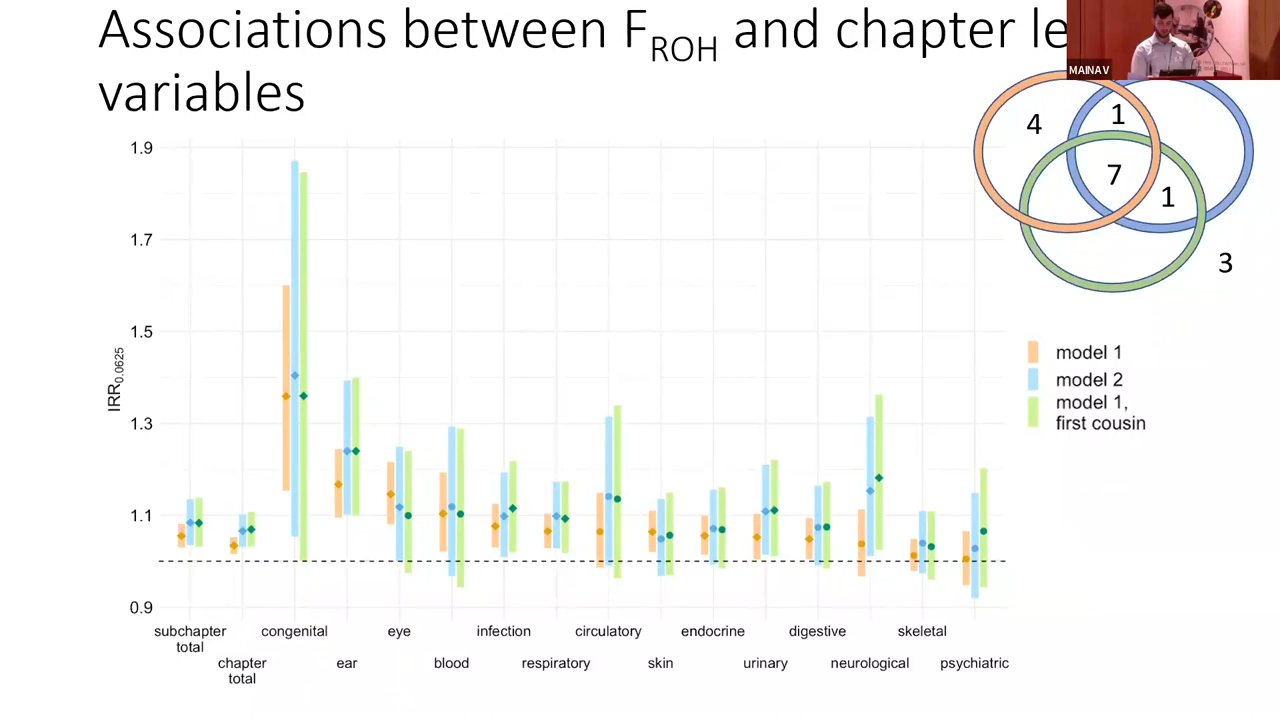 Associations between F_ROH and chapter le
variables
MAINAV
4
1
7
1
3
1.9
1.7
1.5
1.3
1.1
0.9
IRR_0.0625
model 1
model 2
model 1,
first cousin
subchapter
total
chapter
total
congenital
ear
eye
blood
infection
respiratory
circulatory
skin
endocrine
urinary
digestive
neurological
skeletal
psychiatric